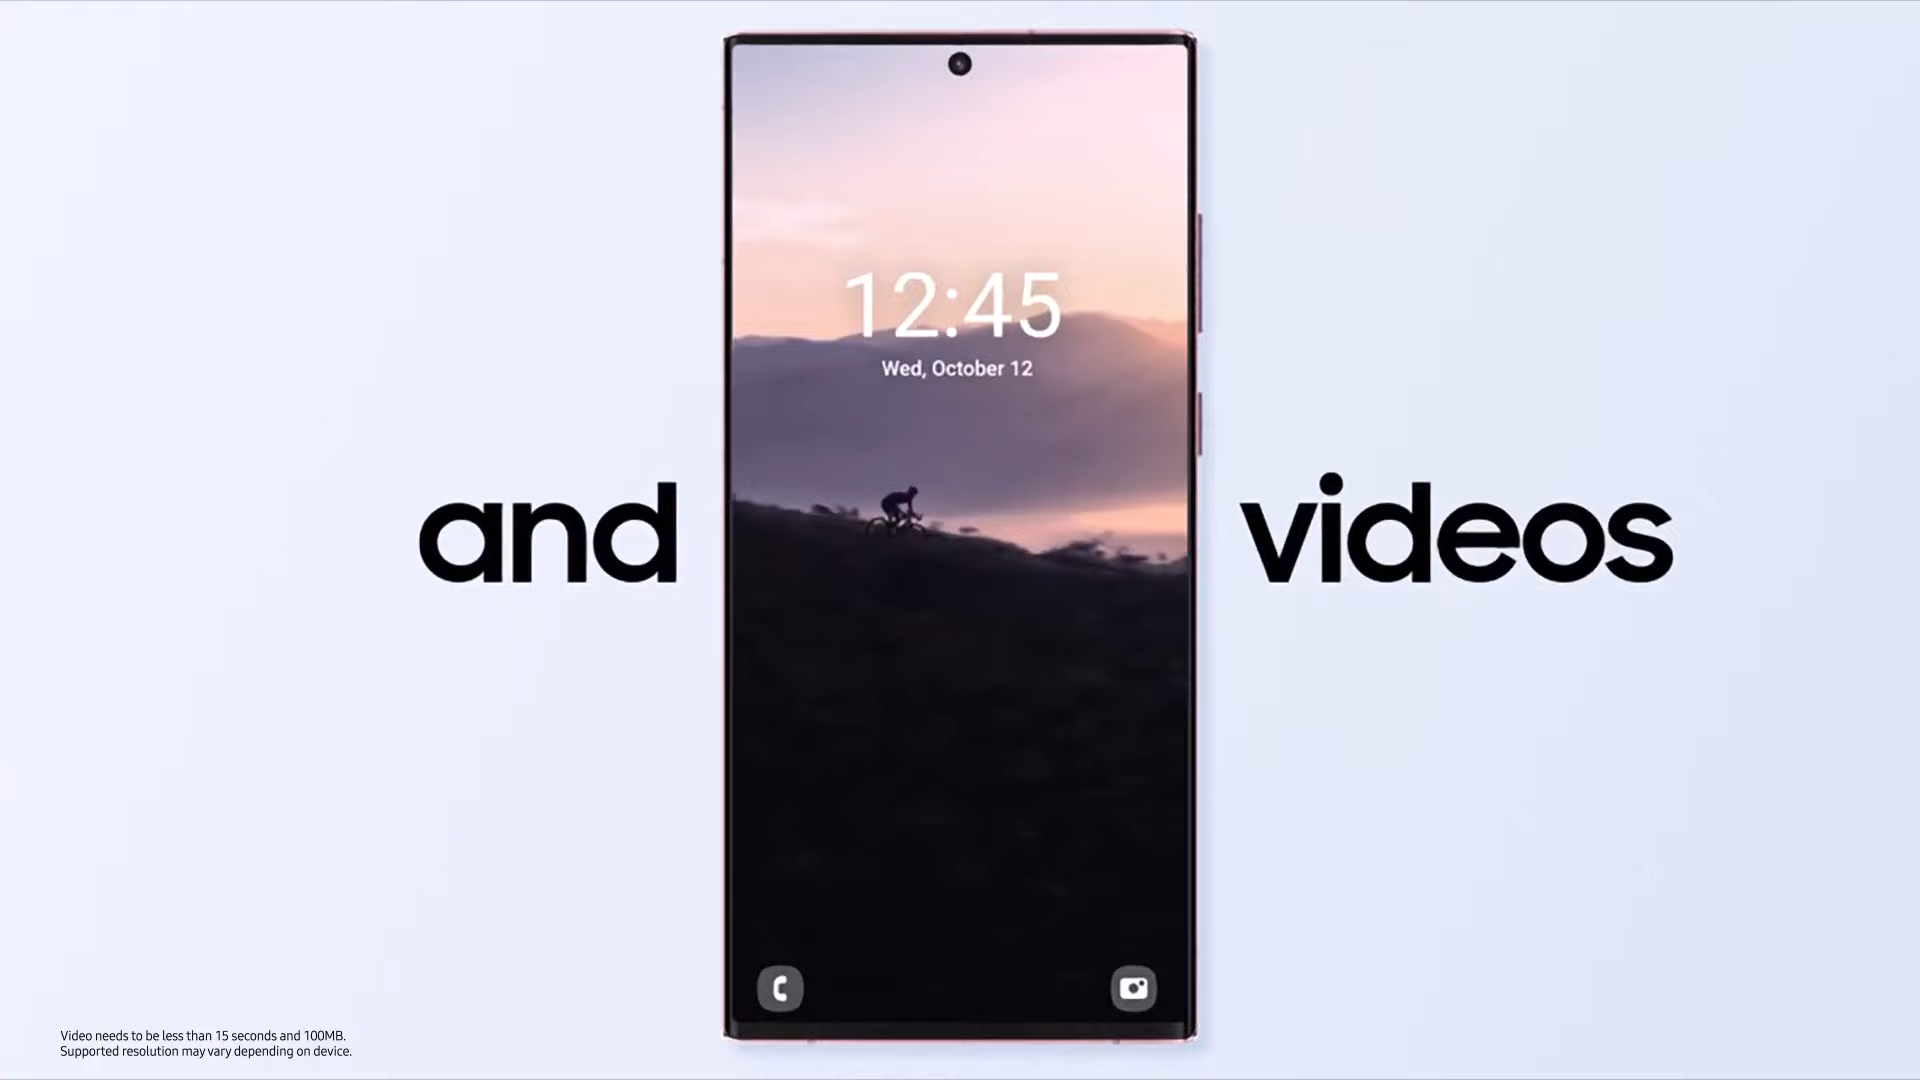 12:45
Wed, October 12
and videos
Video needs to be less than 15 seconds and 100MB.
Supported resolution may vary depending on device.